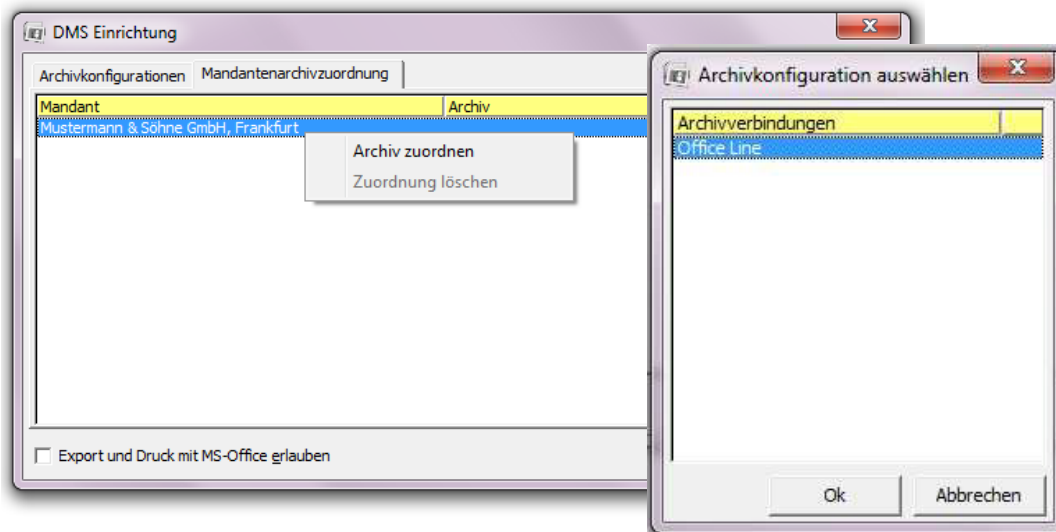 DMS Einrichtung
Archivkonfigurationen Mandantenarchivzuordnung
Mandant Archiv
Mustermann & Söhne GmbH, Frankfurt
Archiv zuordnen
Zuordnung löschen
Export und Druck mit MS-Office erlauben
Archivkonfiguration auswählen
Archivverbindungen
Office Line
Ok Abbrechen